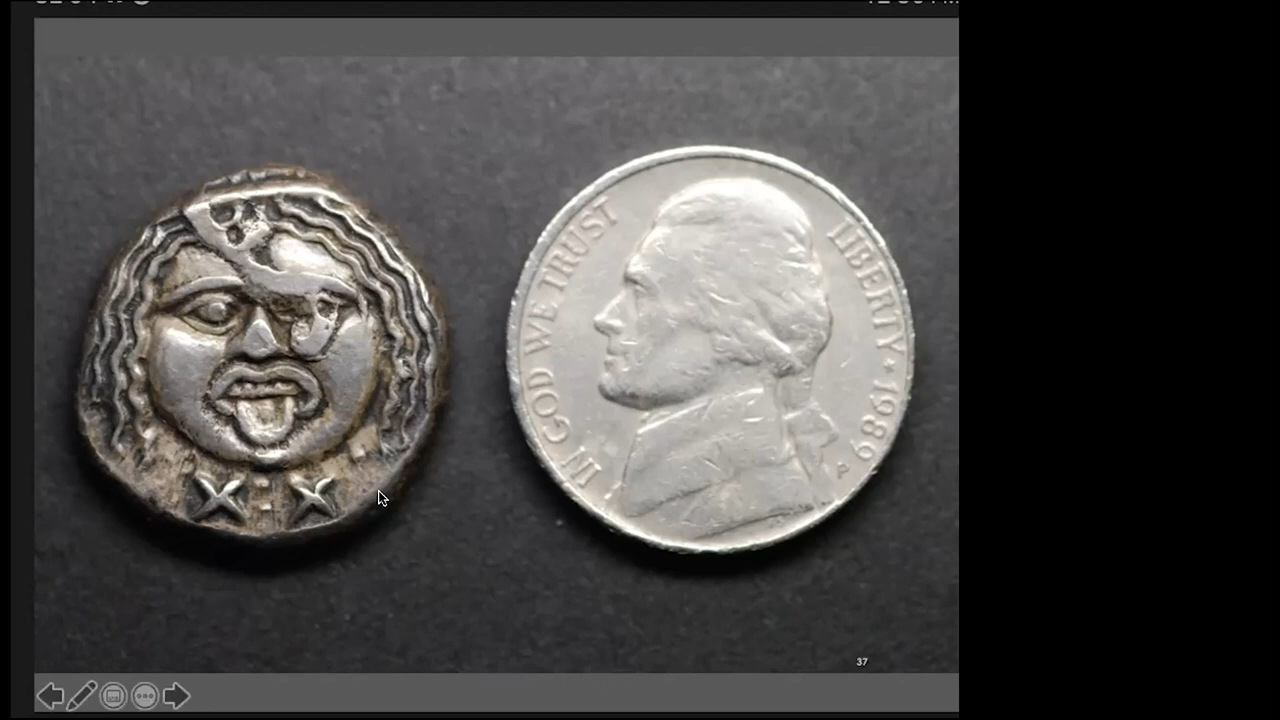 X : X
IN GOD WE TRUST
LIBERTY ★ 1989
P
37